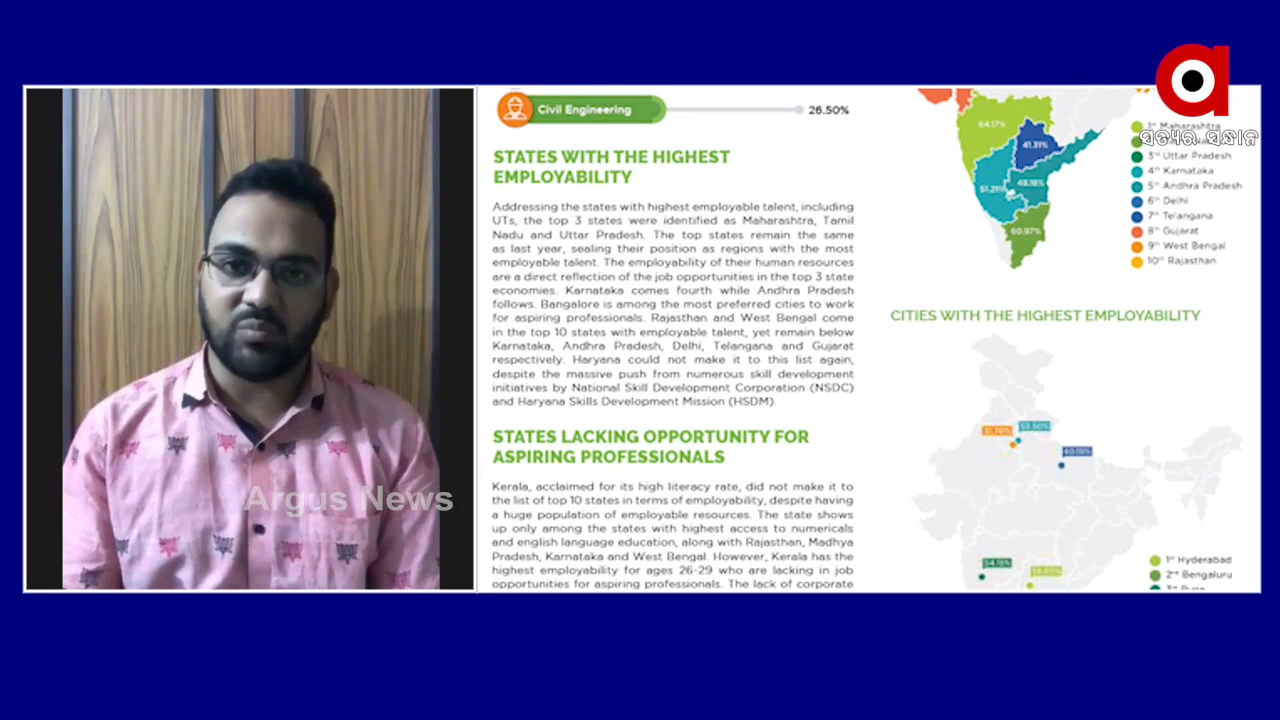 ସତ୍ୟର ସନ୍ଧାନ
Argus News
Civil Engineering
26.50%
STATES WITH THE HIGHEST
EMPLOYABILITY
Addressing the states with highest employable talent, including
UTs, the top 3 states were identified as Maharashtra, Tamil
Nadu and Uttar Pradesh. The top states remain the same
as last year, sealing their position as regions with the most
employable talent. The employability of their human resources
are a direct reflection of the job opportunities in the top 3 state
economies. Karnataka comes fourth while Andhra Pradesh
follows. Bangalore is among the most preferred cities to work
for aspiring professionals. Rajasthan and West Bengal come
in the top 10 states with employable talent, yet remain below
Karnataka, Andhra Pradesh, Delhi, Telangana and Gujarat
respectively. Haryana could not make it to this list again,
despite the massive push from numerous skill development
initiatives by National Skill Development Corporation (NSDC)
and Haryana Skills Development Mission (HSDM).
STATES LACKING OPPORTUNITY FOR
ASPIRING PROFESSIONALS
Kerala, acclaimed for its high literacy rate, did not make it to
the list of top 10 states in terms of employability, despite having
a huge population of employable resources. The state shows
up only among the states with highest access to numericals
and english language education, along with Rajasthan, Madhya
Pradesh, Karnataka and West Bengal. However, Kerala has the
highest employability for ages 26-29 who are lacking in job
opportunities for aspiring professionals. The lack of corporate
64.17%
41.31%
51.21%
48.18%
60.97%
1st Maharashtra
3rd Uttar Pradesh
4th Karnataka
5th Andhra Pradesh
6th Delhi
7th Telangana
8th Gujarat
9th West Bengal
10th Rajasthan
CITIES WITH THE HIGHEST EMPLOYABILITY
53.50%
40.15%
54.15%
1st Hyderabad
2nd Bengaluru
3rd Pune